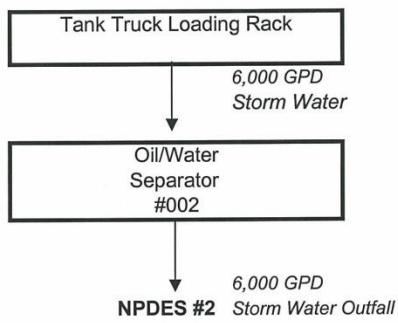 Tank Truck Loading Rack
6,000 GPD
Storm Water
Oil/Water
Separator
#002
6,000 GPD
NPDES #2 Storm Water Outfall